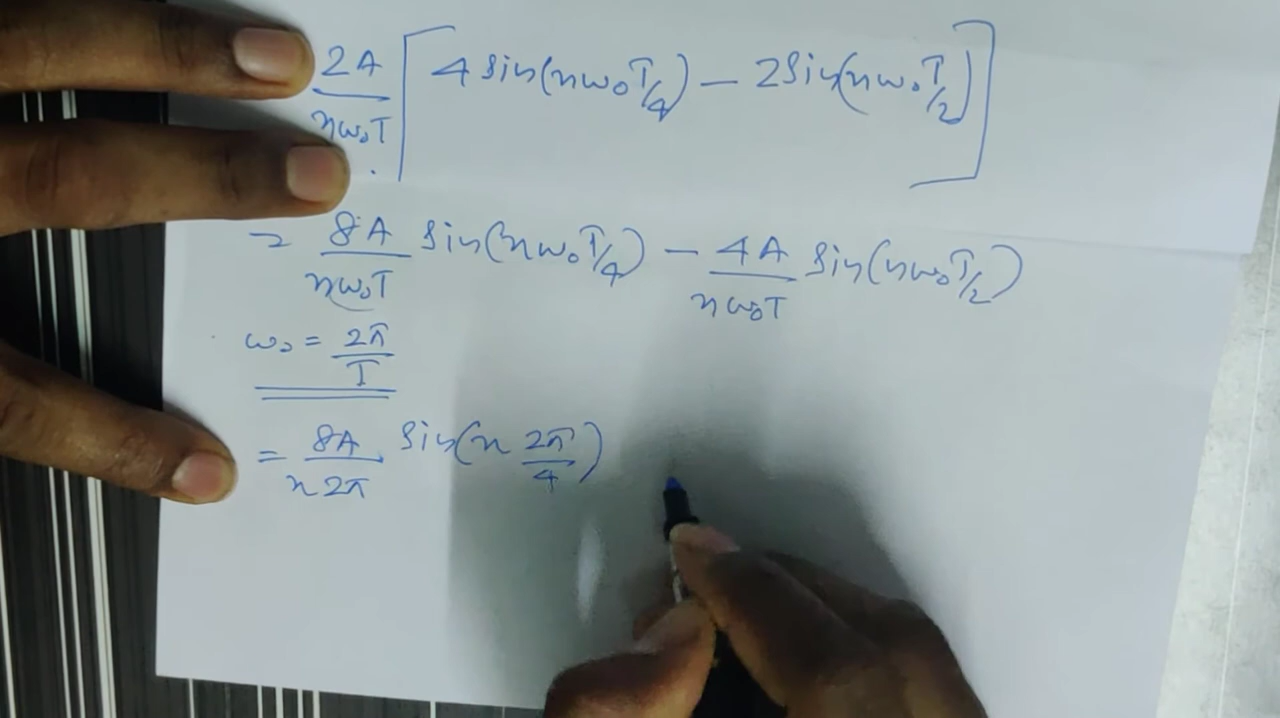 2A/nω₀T [4 sin(nω₀T/4) − 2 sin(nω₀T/2)]
= 8A/nω₀T sin(nω₀T/4) − 4A/nω₀T sin(nω₀T/2)
ω₀ = 2π/T
= 8A/n2π sin(n 2π/4)